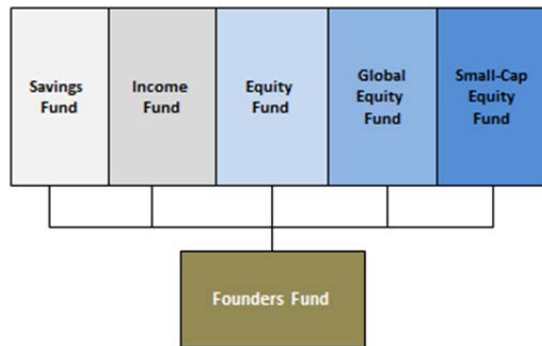 Savings
Fund
Income
Fund
Equity
Fund
Global
Equity
Fund
Small-Cap
Equity
Fund
Founders Fund